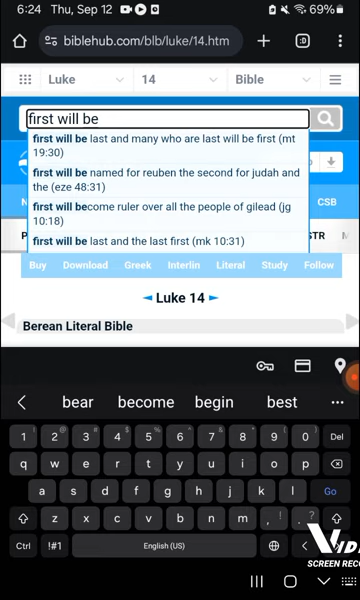 6:24 Thu, Sep 12 69%
biblehub.com/blb/luke/14.htm :D
Luke 14 Bible
first will be
first will be last and many who are last will be first (mt
19:30)
first will be named for reuben the second for judah and
the (eze 48:31)
CSB
first will become ruler over all the people of gilead (jg
10:18)
STR
first will be last and the last first (mk 10:31)
Buy Download Greek Interlin Literal Study Follow
Luke 14
Berean Literal Bible
bear become begin best
1 2 3 4 5 6 7 8 9 0 Del
q w e r t y u i o p
a s d f g h j k l Go
z x c v b n m , ! . ?
Ctrl !#1 English (US)
SCREEN REC